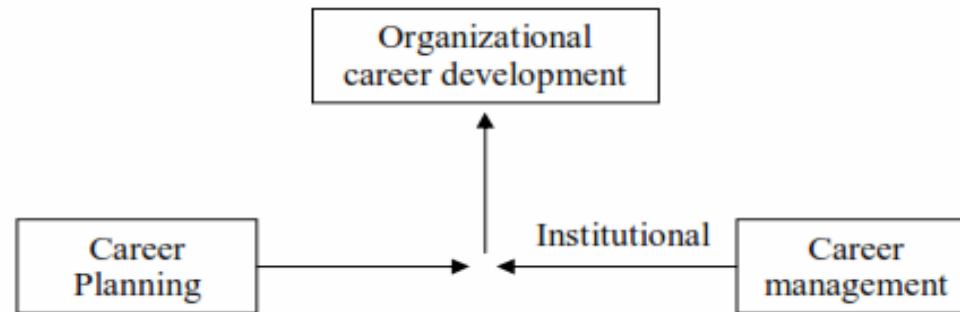 Organizational
career development
Institutional
Career
Planning
Career
management